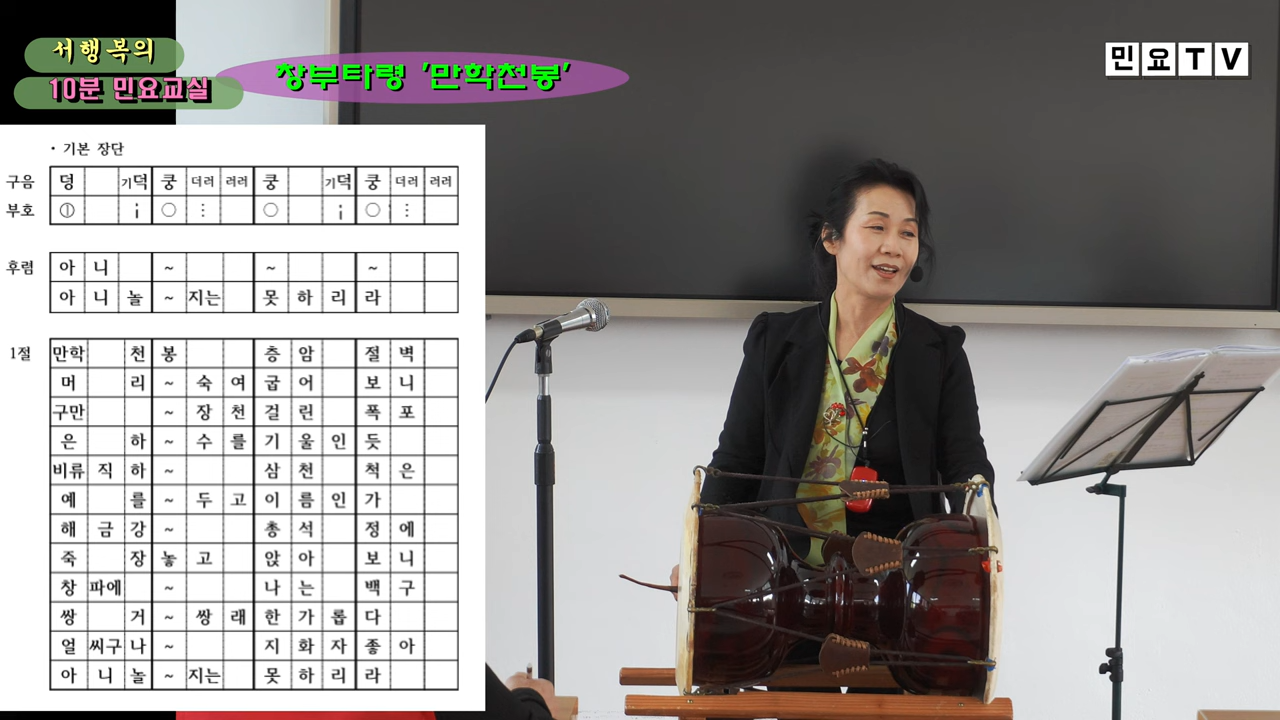 서행복의
10분 민요교실
창부타령 '만학천봉'
민요TV
· 기본 장단
구음 덩 기덕 쿵 더러 러러 쿵 기덕 쿵 더러 러러
부호 ⦶ ¡ ○ ⋮ ○ ¡ ○ ⋮
후렴 아 니 ~ ~ ~
아 니 놀 ~ 지는 못 하 리 라
1절 만학 천 봉 층 암 절 벽
머 리 ~ 숙 여 굽 어 보 니
구만 ~ 장 천 걸 린 폭 포
은 하 ~ 수 를 기 울 인 듯
비류 직 하 ~ 삼 천 척 은
예 를 ~ 두 고 이 름 인 가
해 금 강 ~ 총 석 정 에
죽 장 놓 고 앉 아 보 니
창 파에 ~ 나 는 백 구
쌍 거 ~ 쌍 래 한 가 롭 다
얼 씨구 나 ~ 지 화 자 좋 아
아 니 놀 ~ 지는 못 하 리 라